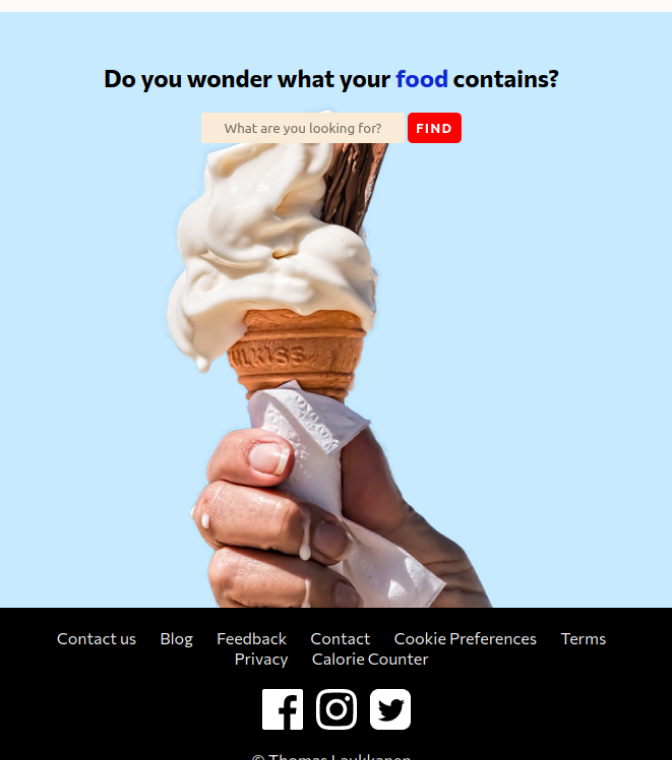 Do you wonder what your food contains?
What are you looking for?
FIND
Contact us Blog Feedback Contact Cookie Preferences Terms
Privacy Calorie Counter
© Thomas Laukkanen